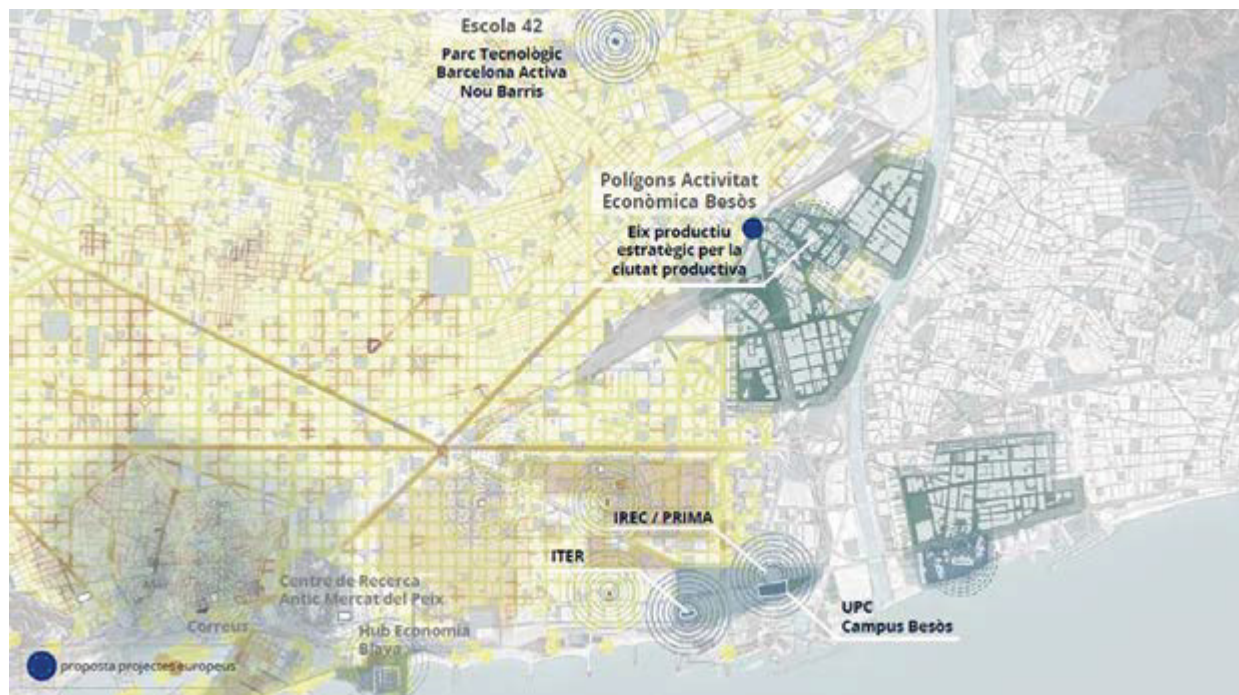 Escola 42
Parc Tecnològic
Barcelona Activa
Nou Barris
Polígons Activitat
Econòmica Besòs
Eix productiu
estratègic per la
ciutat productiva
IREC / PRIMA
ITER
Centre de Recerca
Antic Mercat del Peix
Correus
Hub Economia
Blava
UPC
Campus Besòs
proposta projectes europeus